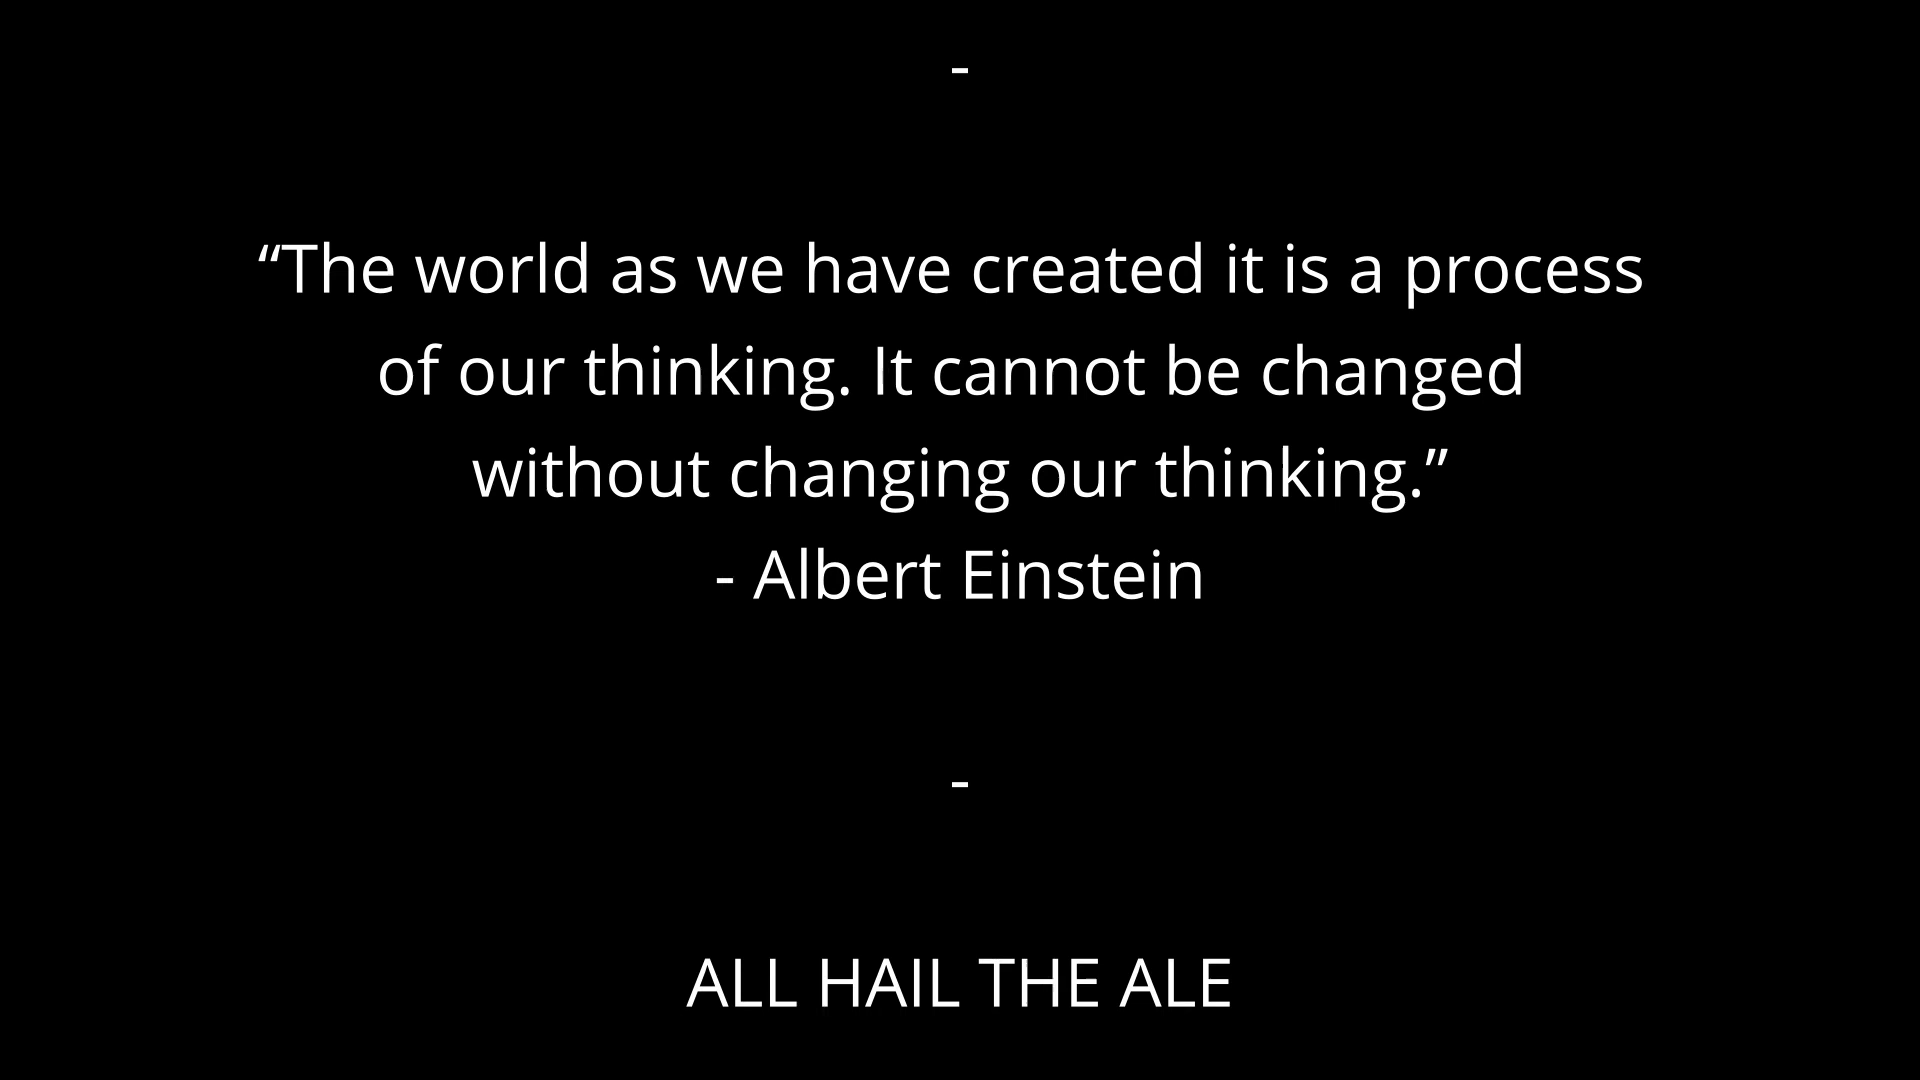 -
“The world as we have created it is a process
of our thinking. It cannot be changed
without changing our thinking.”
- Albert Einstein
-
ALL HAIL THE ALE